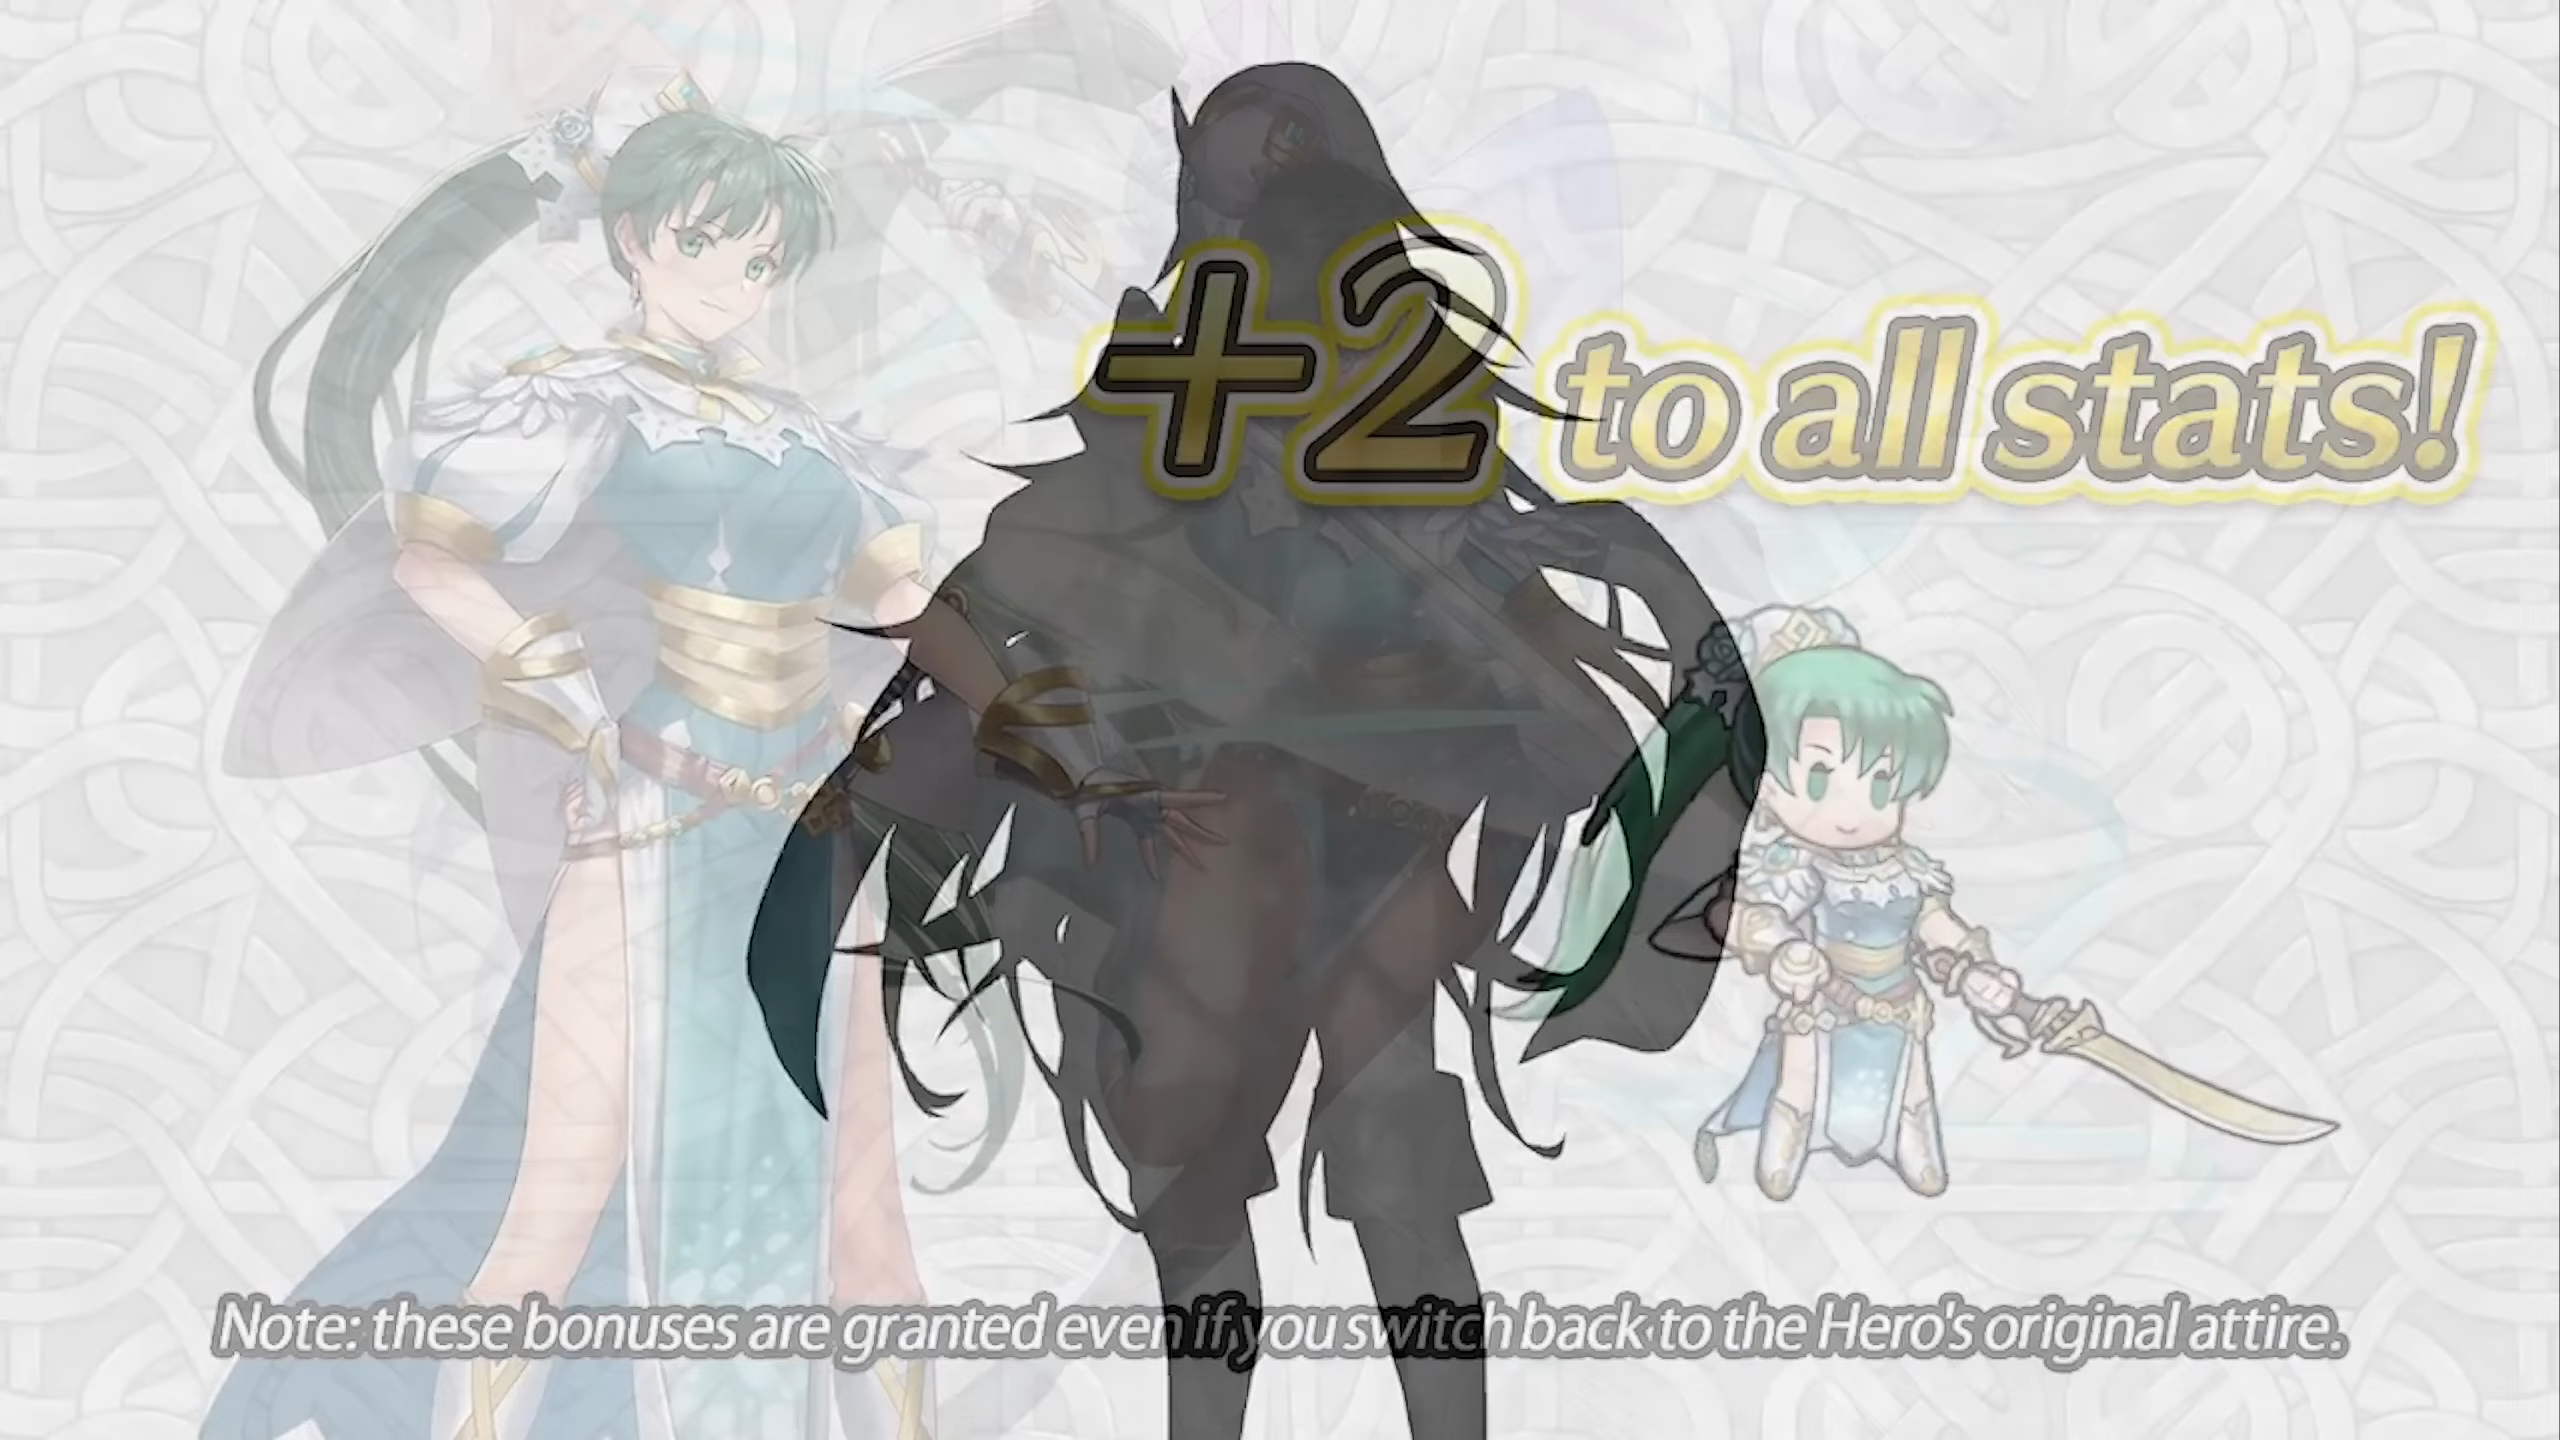 +2 to all stats!
Note: these bonuses are granted even if you switch back to the Hero's original attire.